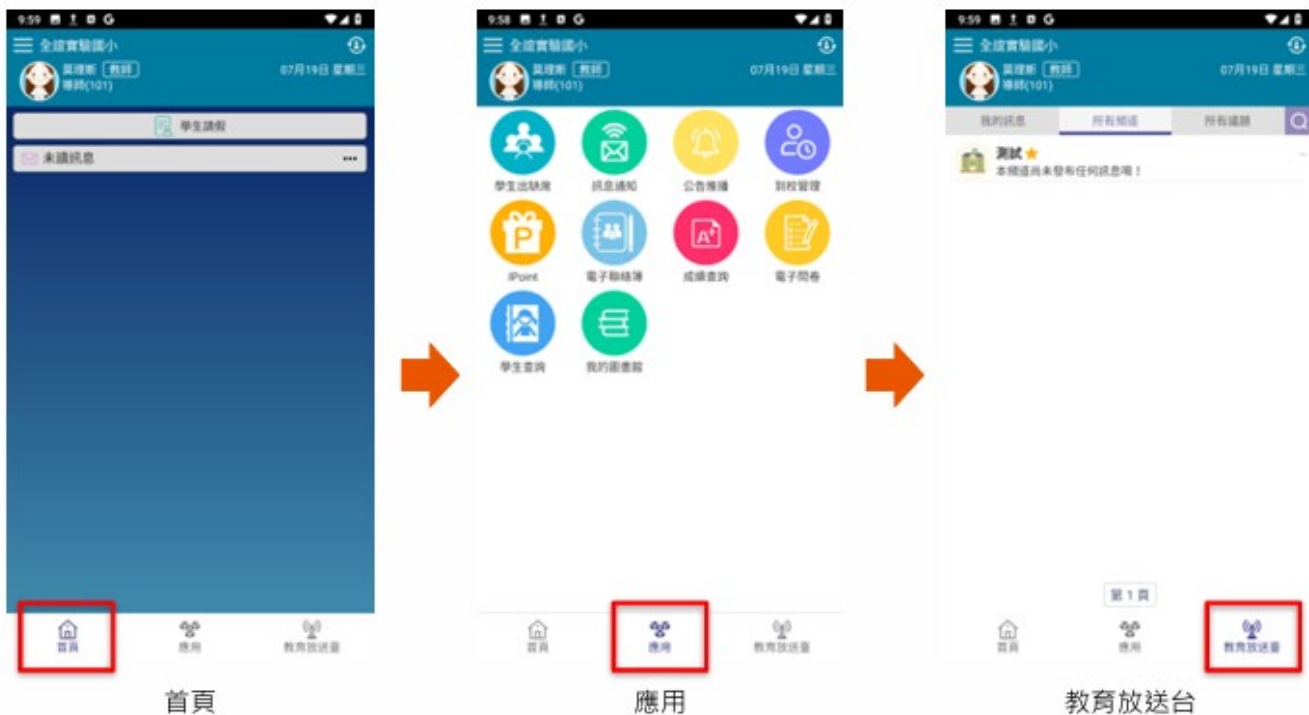 9:59
全誼實驗國小
莫理斯 教師
導師(101)
07月19日 星期三
學生請假
未讀訊息
首頁
應用
教育放送臺
首頁
9:58
全誼實驗國小
莫理斯 教師
導師(101)
07月19日 星期三
學生出缺席
訊息通知
公告推播
到校管理
iPoint
電子聯絡簿
成績查詢
電子問卷
學生查詢
我的圖書館
首頁
應用
教育放送臺
應用
9:59
全誼實驗國小
莫理斯 教師
導師(101)
07月19日 星期三
我的訊息
所有頻道
所有議題
測試
本頻道尚未發布任何訊息喔！
第 1 頁
首頁
應用
教育放送臺
教育放送台